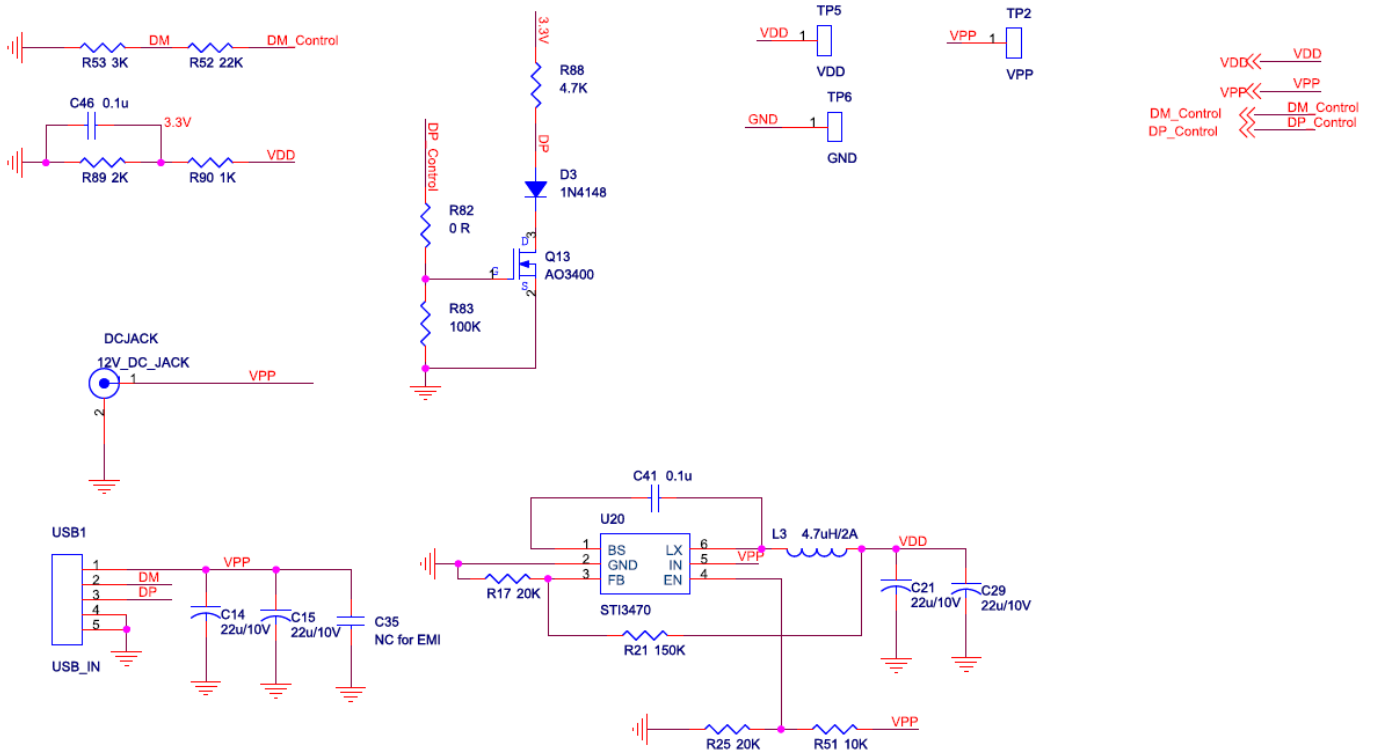 DM DM_Control
R53 3K R52 22K
C46 0.1u
3.3V
VDD
R89 2K R90 1K
3.3V
R88
4.7K
DP
DP_Control
D3
1N4148
R82
0 R
3
D
Q13
AO3400
1
G
S
2
R83
100K
TP5
VDD 1
VDD
TP2
VPP 1
VPP
TP6
GND 1
GND
VDD VDD
VPP VPP
DM_Control DM_Control
DP_Control DP_Control
DCJACK
12V_DC_JACK
1 VPP
2
USB1
1 VPP
2 DM
3 DP
4
5
USB_IN
C14
22u/10V
C15
22u/10V
C35
NC for EMI
C41 0.1u
U20
1 BS LX 6
2 GND IN 5 VPP
3 FB EN 4
STI3470
R17 20K
L3 4.7uH/2A
VDD
C21
22u/10V
C29
22u/10V
R21 150K
VPP
R25 20K R51 10K